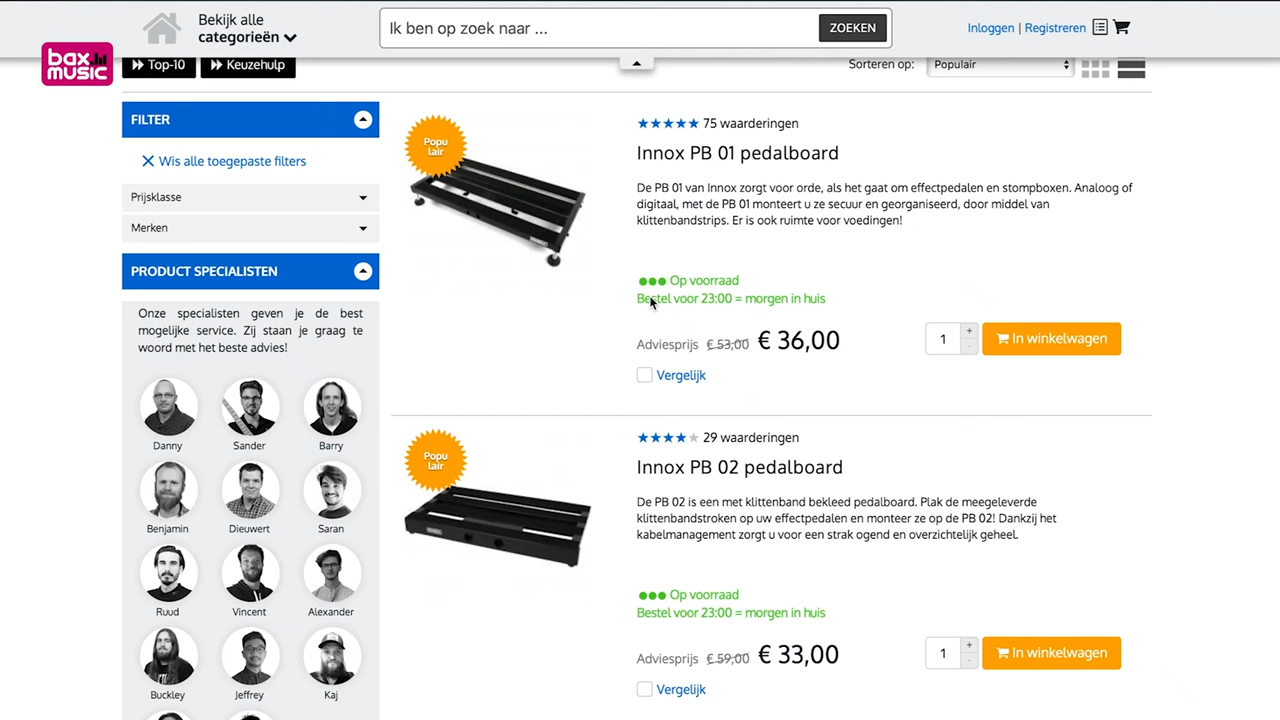 Bekijk alle
categorieën
Ik ben op zoek naar ...
ZOEKEN
Inloggen | Registreren
bax
music
Top-10
Keuzehulp
Sorteren op:
Populair
FILTER
Wis alle toegepaste filters
Prijsklasse
Merken
PRODUCT SPECIALISTEN
Onze specialisten geven je de best
mogelijke service. Zij staan je graag te
woord met het beste advies!
Danny
Sander
Barry
Benjamin
Dieuwert
Saran
Ruud
Vincent
Alexander
Buckley
Jeffrey
Kaj
Popu
lair
75 waarderingen
Innox PB 01 pedalboard
De PB 01 van Innox zorgt voor orde, als het gaat om effectpedalen en stompboxen. Analoog of
digitaal, met de PB 01 monteert u ze secuur en georganiseerd, door middel van
klittenbandstrips. Er is ook ruimte voor voedingen!
Op voorraad
Bestel voor 23:00 = morgen in huis
Adviesprijs € 53,00 € 36,00
1
+
-
In winkelwagen
Vergelijk
Popu
lair
29 waarderingen
Innox PB 02 pedalboard
De PB 02 is een met klittenband bekleed pedalboard. Plak de meegeleverde
klittenbandstroken op uw effectpedalen en monteer ze op de PB 02! Dankzij het
kabelmanagement zorgt u voor een strak ogend en overzichtelijk geheel.
Op voorraad
Bestel voor 23:00 = morgen in huis
Adviesprijs € 59,00 € 33,00
1
+
-
In winkelwagen
Vergelijk